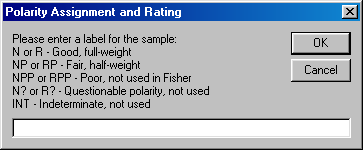 Polarity Assignment and Rating
Please enter a label for the sample:
N or R - Good, full-weight
NP or RP - Fair, half-weight
NPP or RPP - Poor, not used in Fisher
N? or R? - Questionable polarity, not used
INT - Indeterminate, not used
OK
Cancel